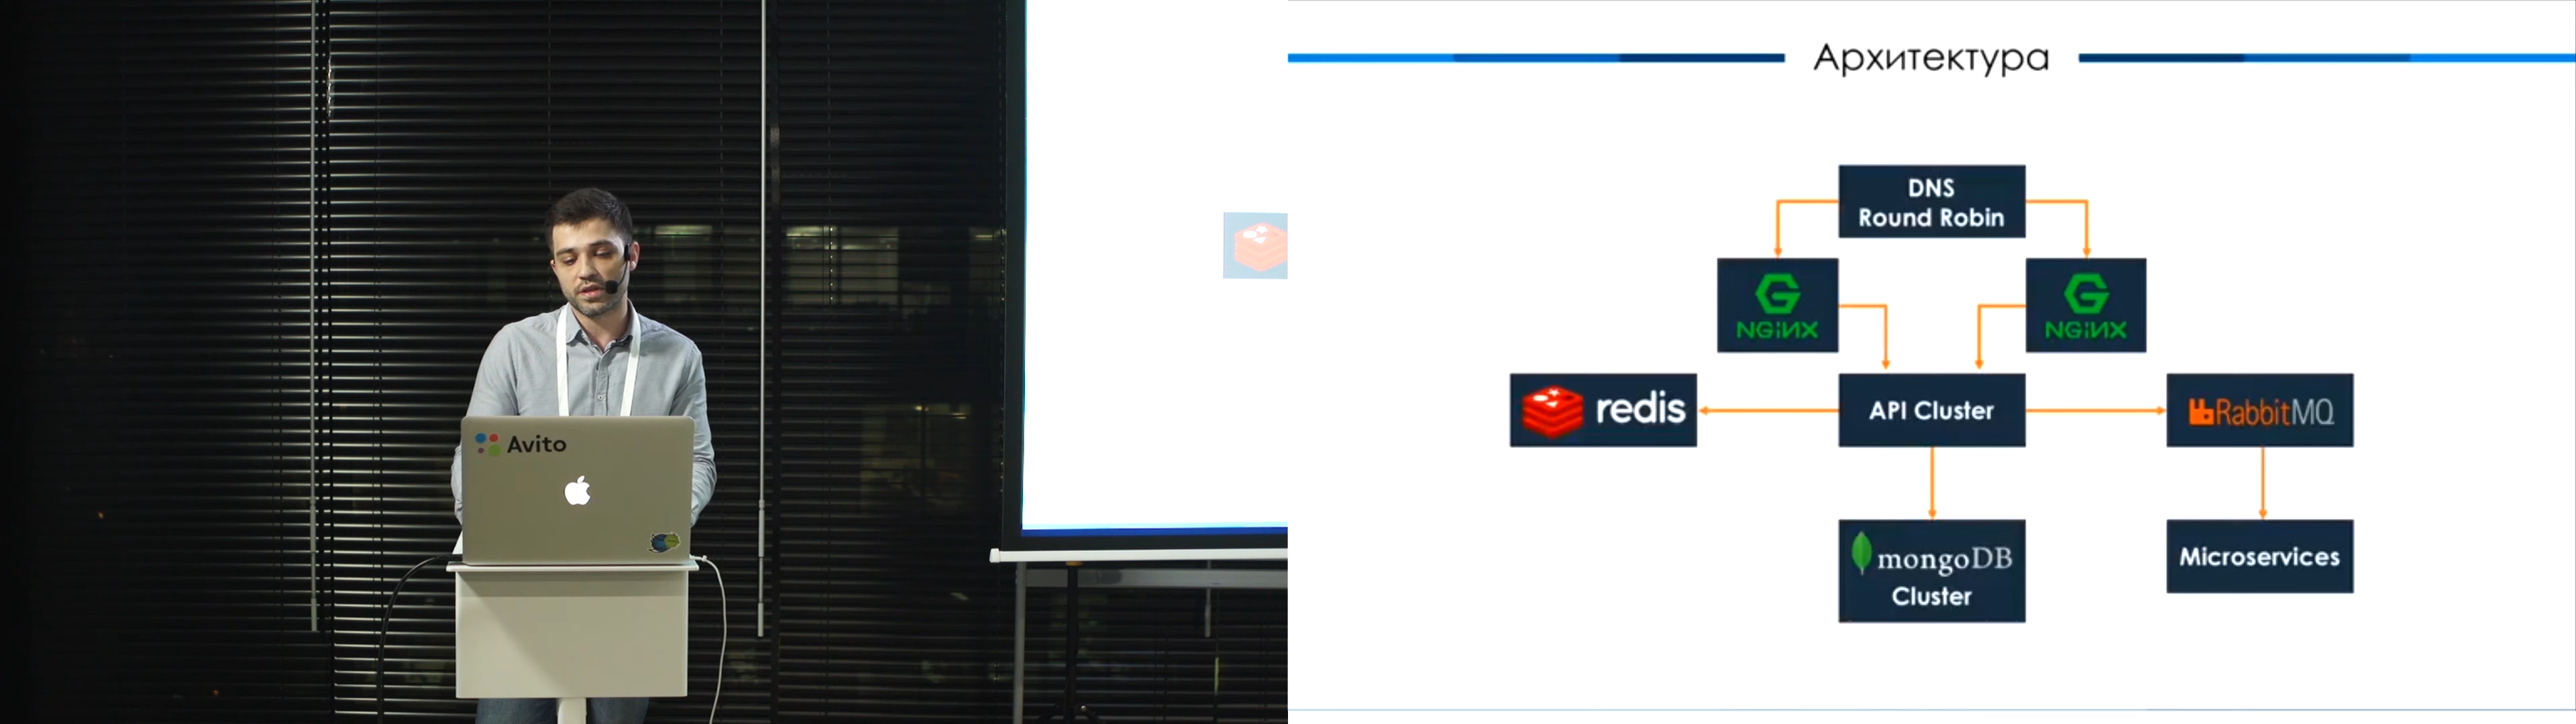 Avito
Архитектура
DNS
Round Robin
NGiNX
NGiNX
redis
API Cluster
RabbitMQ
mongoDB
Cluster
Microservices